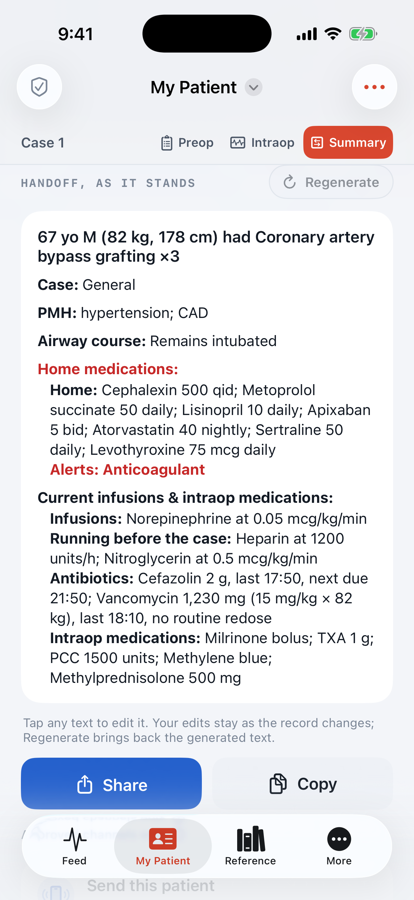 9:41
My Patient
Case 1
Preop
Intraop
Summary
HANDOFF, AS IT STANDS
Regenerate
67 yo M (82 kg, 178 cm) had Coronary artery
bypass grafting ×3
Case: General
PMH: hypertension; CAD
Airway course: Remains intubated
Home medications:
Home: Cephalexin 500 qid; Metoprolol
succinate 50 daily; Lisinopril 10 daily; Apixaban
5 bid; Atorvastatin 40 nightly; Sertraline 50
daily; Levothyroxine 75 mcg daily
Alerts: Anticoagulant
Current infusions & intraop medications:
Infusions: Norepinephrine at 0.05 mcg/kg/min
Running before the case: Heparin at 1200
units/h; Nitroglycerin at 0.5 mcg/kg/min
Antibiotics: Cefazolin 2 g, last 17:50, next due
21:50; Vancomycin 1,230 mg (15 mg/kg × 82
kg), last 18:10, no routine redose
Intraop medications: Milrinone bolus; TXA 1 g;
PCC 1500 units; Methylene blue;
Methylprednisolone 500 mg
Tap any text to edit it. Your edits stay as the record changes;
Regenerate brings back the generated text.
Share
Copy
Feed
My Patient
Reference
More
Send this patient